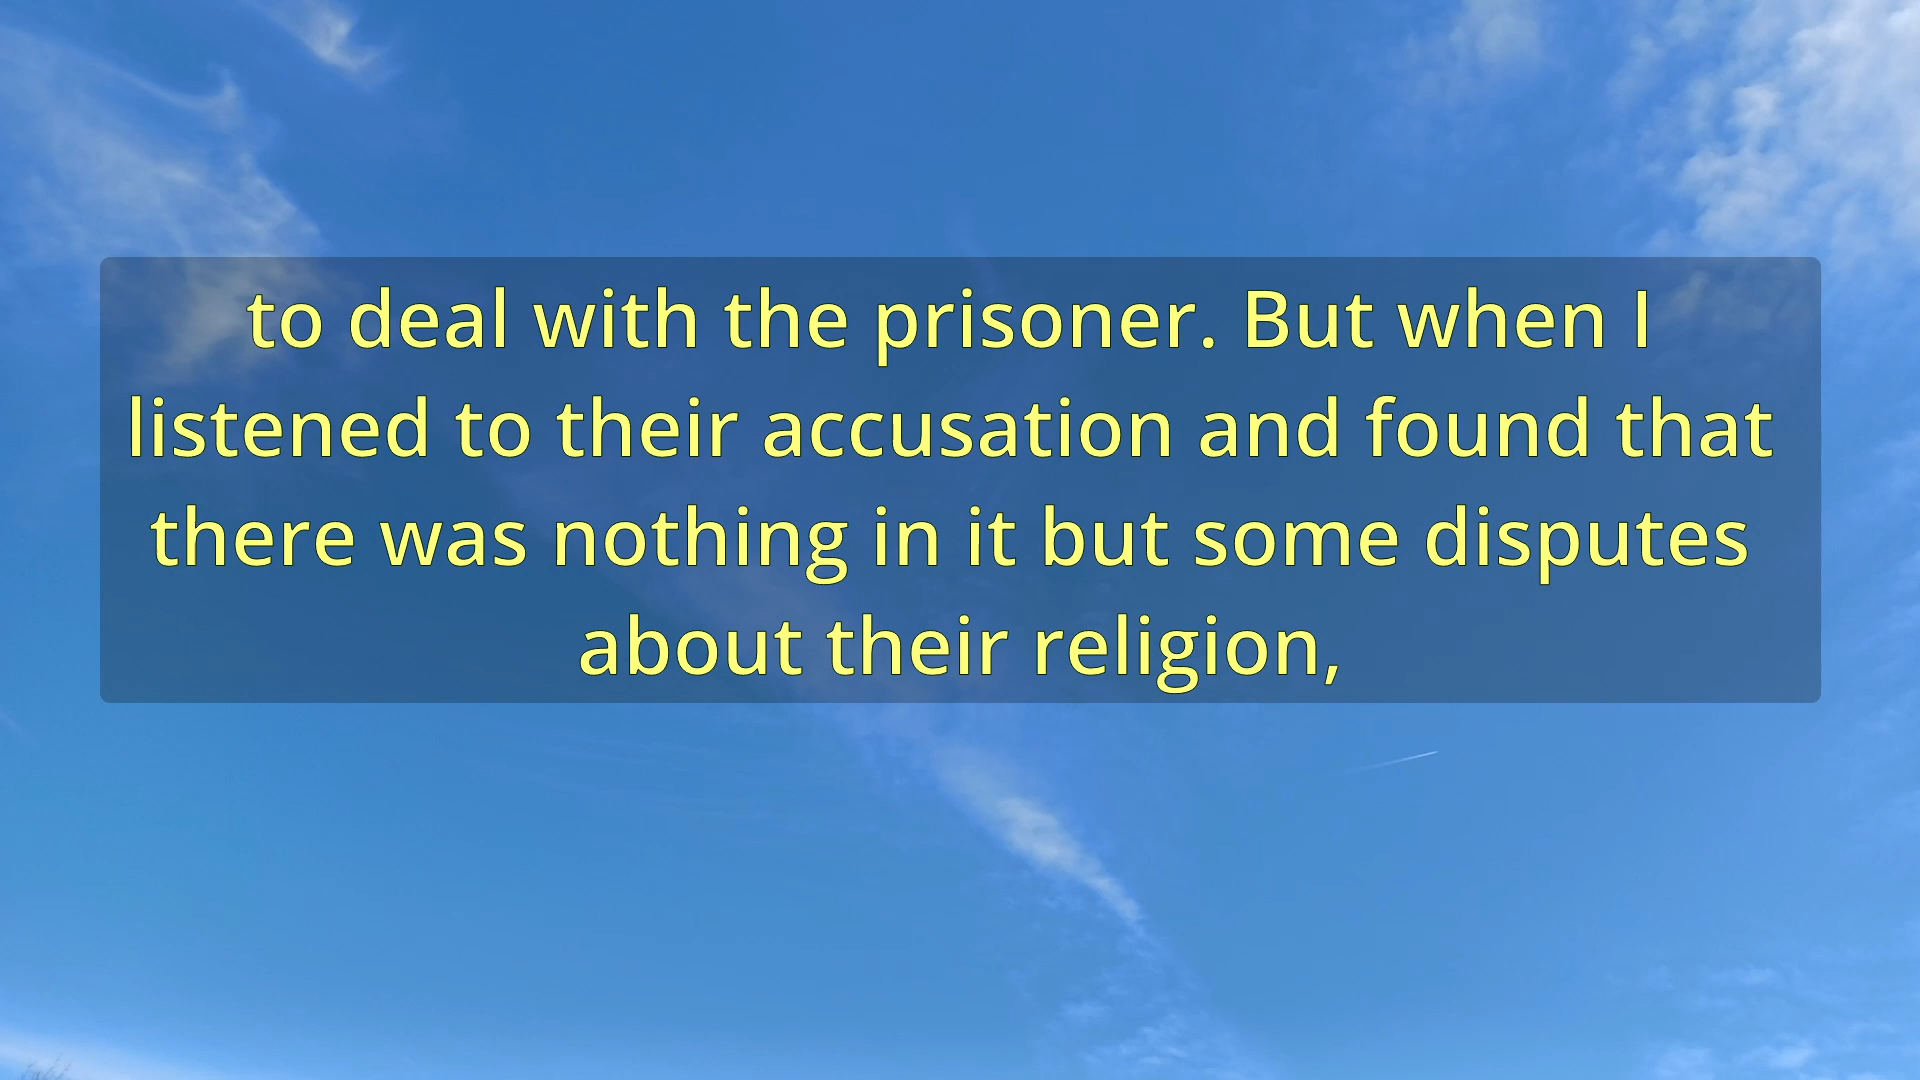 to deal with the prisoner. But when I
listened to their accusation and found that
there was nothing in it but some disputes
about their religion,